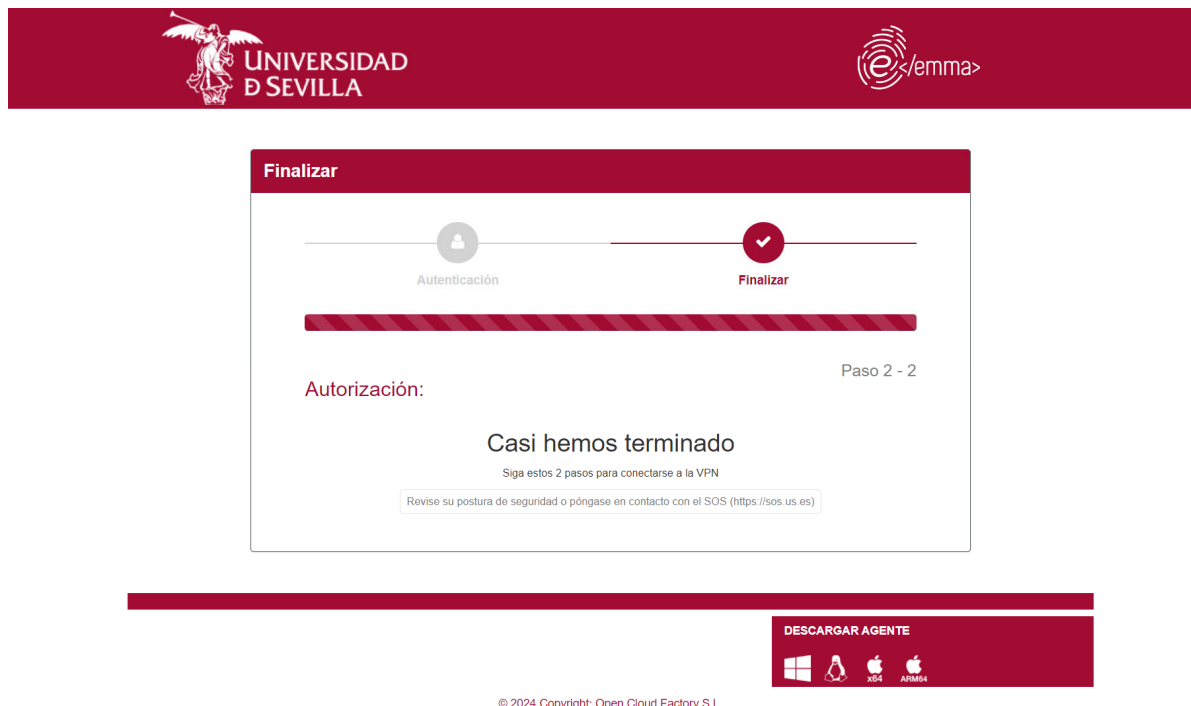 UNIVERSIDAD
Đ SEVILLA
e</emma>
Finalizar
Autenticación
Finalizar
Paso 2 - 2
Autorización:
Casi hemos terminado
Siga estos 2 pasos para conectarse a la VPN
Revise su postura de seguridad o póngase en contacto con el SOS (https://sos.us.es)
DESCARGAR AGENTE
x64
ARM64
© 2024 Copyright: Open Cloud Factory S.L